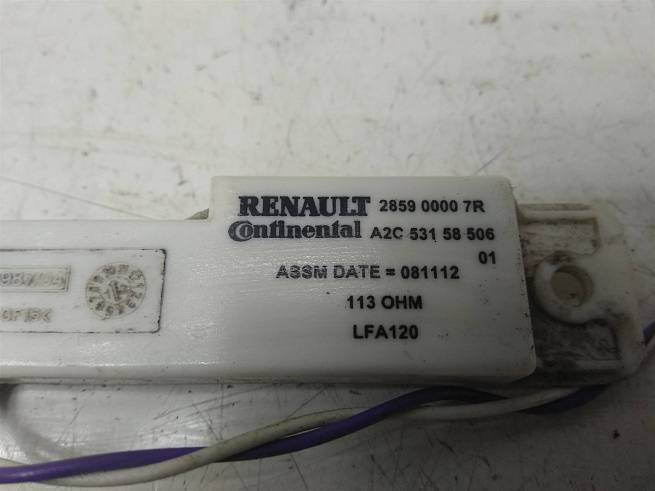 RENAULT 2859 0000 7R
Continental A2C 531 58 506
01
ASSM DATE = 081112
113 OHM
LFA120